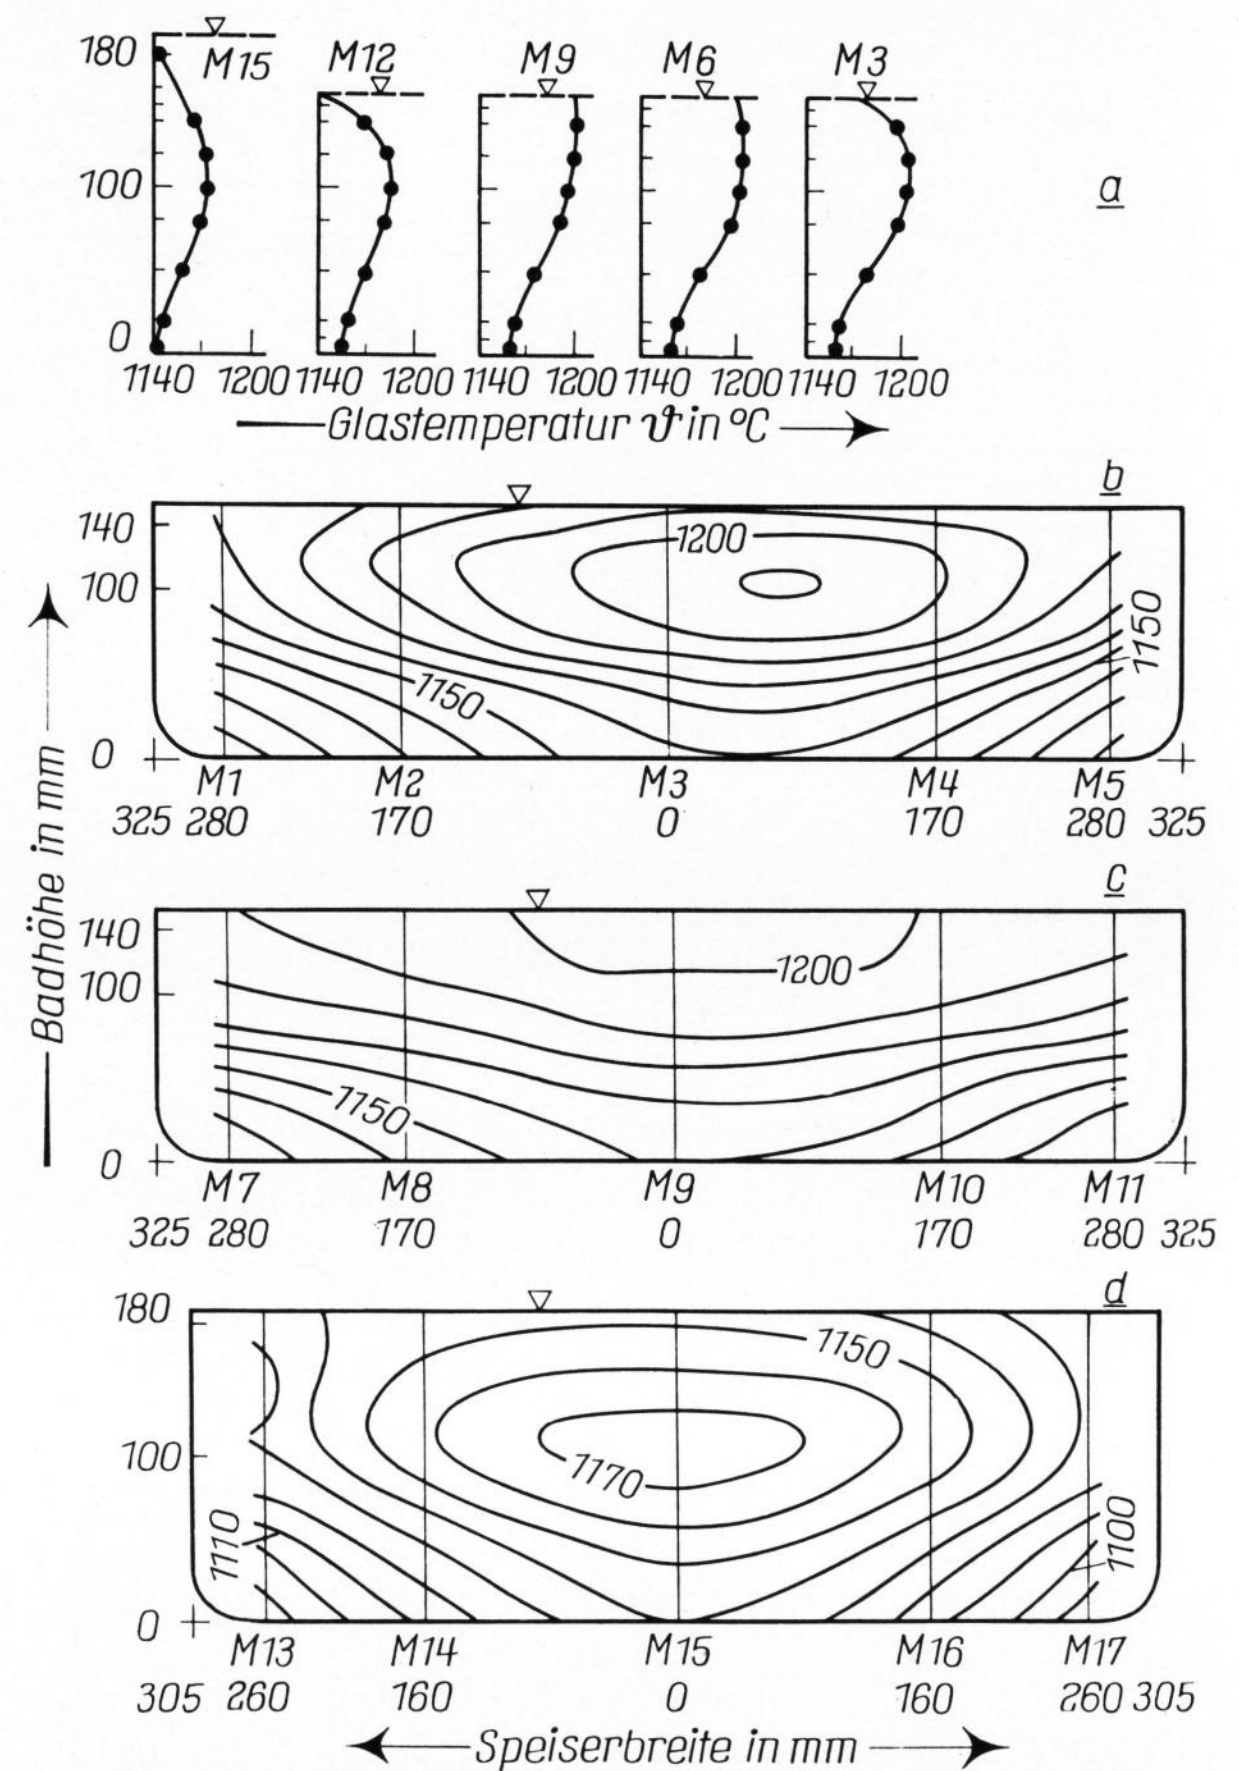 M15 M12 M9 M6 M3
180
100
0
a
1140 1200 1140 1200 1140 1200 1140 1200 1140 1200
Glastemperatur ϑ in °C
b
140
100
0
1200
1150
1150
M1 M2 M3 M4 M5
325 280 170 0 170 280 325
Badhöhe in mm
c
140
100
0
1200
1150
M7 M8 M9 M10 M11
325 280 170 0 170 280 325
d
180
100
0
1150
1170
1110
1100
M13 M14 M15 M16 M17
305 260 160 0 160 260 305
Speiserbreite in mm